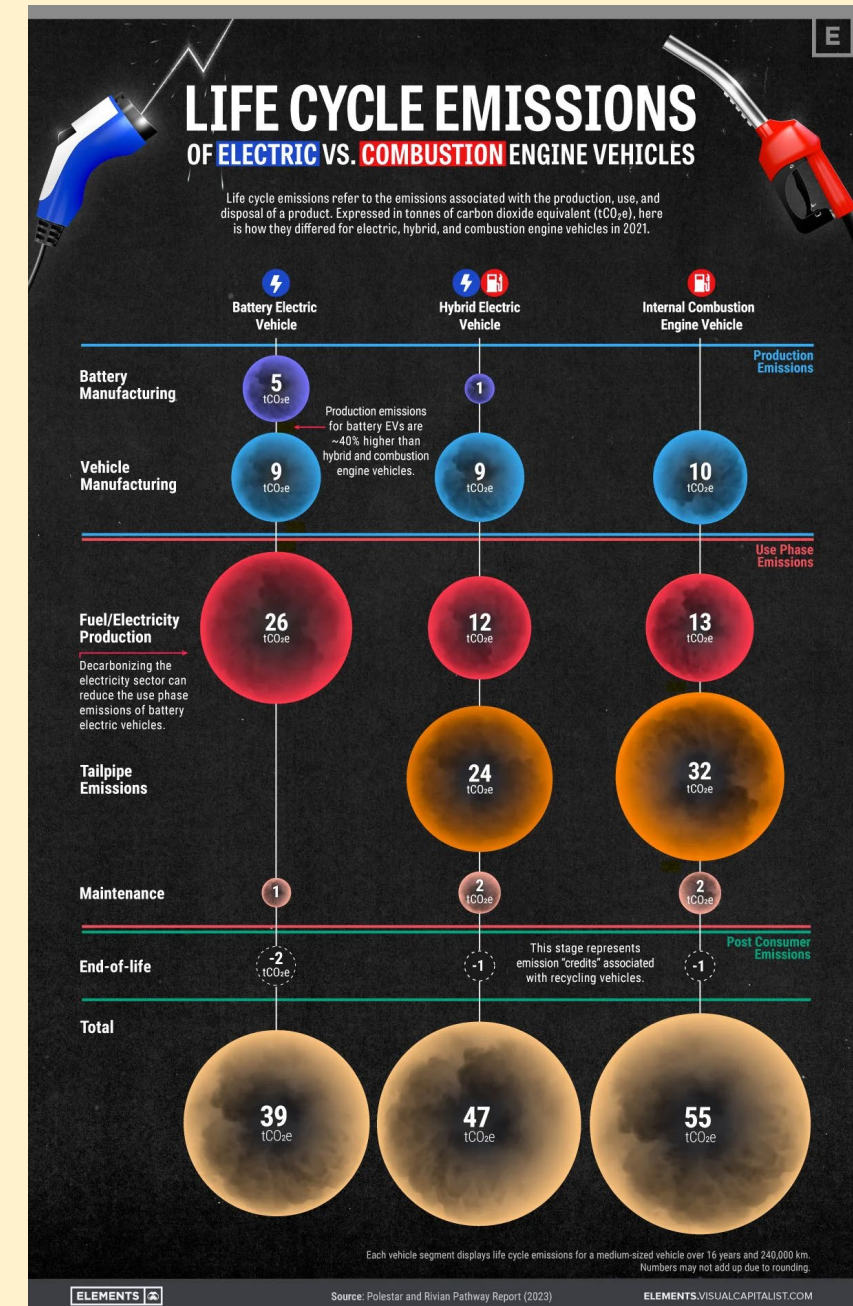 E
LIFE CYCLE EMISSIONS
OF ELECTRIC VS. COMBUSTION ENGINE VEHICLES
Life cycle emissions refer to the emissions associated with the production, use, and
disposal of a product. Expressed in tonnes of carbon dioxide equivalent (tCO₂e), here
is how they differed for electric, hybrid, and combustion engine vehicles in 2021.
Battery Electric
Vehicle
Hybrid Electric
Vehicle
Internal Combustion
Engine Vehicle
Production
Emissions
Battery
Manufacturing
5
tCO₂e
1
Production emissions
for battery EVs are
~40% higher than
hybrid and combustion
engine vehicles.
Vehicle
Manufacturing
9
tCO₂e
9
tCO₂e
10
tCO₂e
Use Phase
Emissions
Fuel/Electricity
Production
26
tCO₂e
12
tCO₂e
13
tCO₂e
Decarbonizing the
electricity sector can
reduce the use phase
emissions of battery
electric vehicles.
Tailpipe
Emissions
24
tCO₂e
32
tCO₂e
Maintenance
1
2
tCO₂e
2
tCO₂e
Post Consumer
Emissions
End-of-life
-2
tCO₂e
-1
This stage represents
emission "credits" associated
with recycling vehicles.
-1
Total
39
tCO₂e
47
tCO₂e
55
tCO₂e
Each vehicle segment displays life cycle emissions for a medium-sized vehicle over 16 years and 240,000 km.
Numbers may not add up due to rounding.
ELEMENTS
Source: Polestar and Rivian Pathway Report (2023)
ELEMENTS.VISUALCAPITALIST.COM